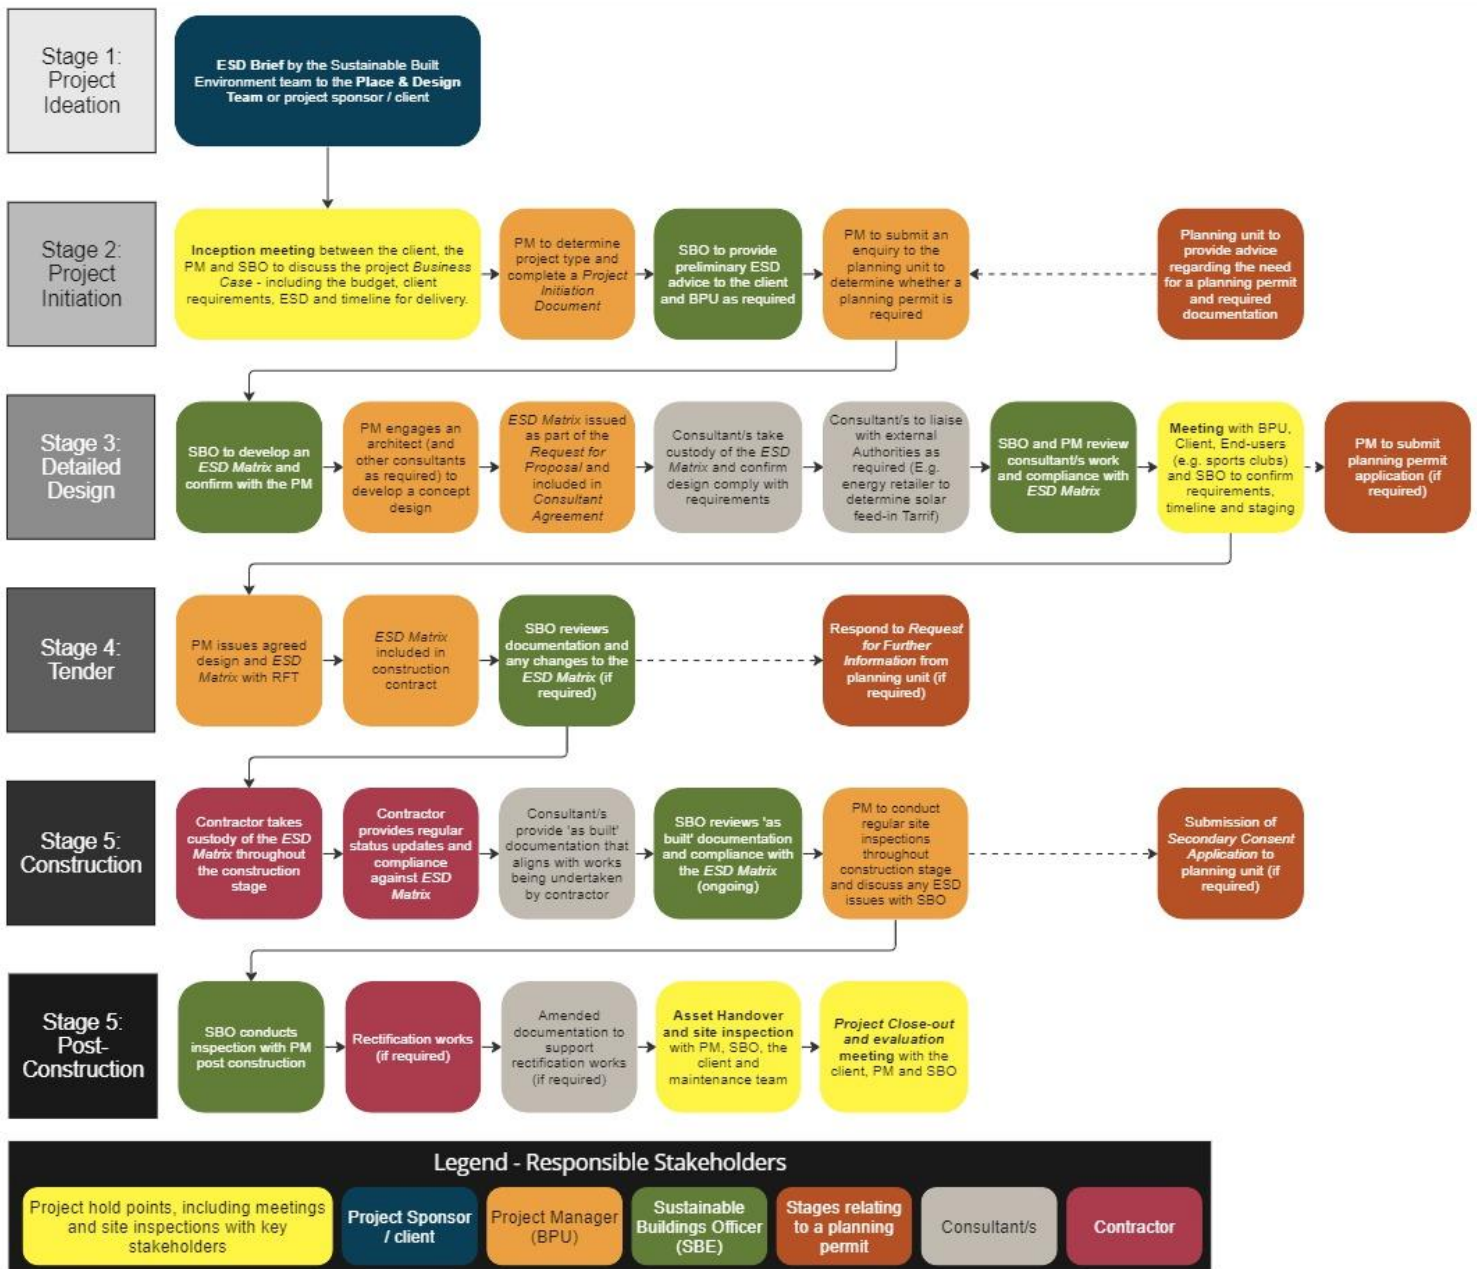 Stage 1:
Project
Ideation
ESD Brief by the Sustainable Built
Environment team to the Place & Design
Team or project sponsor / client
Stage 2:
Project
Initiation
Inception meeting between the client, the
PM and SBO to discuss the project Business
Case - including the budget, client
requirements, ESD and timeline for delivery.
PM to determine
project type and
complete a Project
Initiation
Document
SBO to provide
preliminary ESD
advice to the client
and BPU as required
PM to submit an
enquiry to the
planning unit to
determine whether a
planning permit is
required
Planning unit to
provide advice
regarding the need
for a planning permit
and required
documentation
Stage 3:
Detailed
Design
SBO to develop an
ESD Matrix and
confirm with the PM
PM engages an
architect (and
other consultants
as required) to
develop a concept
design
ESD Matrix issued
as part of the
Request for
Proposal and
included in
Consultant
Agreement
Consultant/s take
custody of the ESD
Matrix and confirm
design comply with
requirements
Consultant/s to liaise
with external
Authorities as
required (E.g.
energy retailer to
determine solar
feed-in Tarrif)
SBO and PM review
consultant/s work
and compliance with
ESD Matrix
Meeting with BPU,
Client, End-users
(e.g. sports clubs)
and SBO to confirm
requirements,
timeline and staging
PM to submit
planning permit
application (if
required)
Stage 4:
Tender
PM issues agreed
design and ESD
Matrix with RFT
ESD Matrix
included in
construction
contract
SBO reviews
documentation and
any changes to the
ESD Matrix (if
required)
Respond to Request
for Further
Information from
planning unit (if
required)
Stage 5:
Construction
Contractor takes
custody of the ESD
Matrix throughout
the construction
stage
Contractor
provides regular
status updates and
compliance
against ESD
Matrix
Consultant/s
provide 'as built'
documentation that
aligns with works
being undertaken
by contractor
SBO reviews 'as
built' documentation
and compliance with
the ESD Matrix
(ongoing)
PM to conduct
regular site
inspections
throughout
construction stage
and discuss any ESD
issues with SBO
Submission of
Secondary Consent
Application to
planning unit (if
required)
Stage 5:
Post-
Construction
SBO conducts
inspection with PM
post construction
Rectification works
(if required)
Amended
documentation to
support
rectification works
(if required)
Asset Handover
and site inspection
with PM, SBO, the
client and
maintenance team
Project Close-out
and evaluation
meeting with the
client, PM and SBO
Legend - Responsible Stakeholders
Project hold points, including meetings
and site inspections with key
stakeholders
Project Sponsor
/ client
Project Manager
(BPU)
Sustainable
Buildings Officer
(SBE)
Stages relating
to a planning
permit
Consultant/s
Contractor